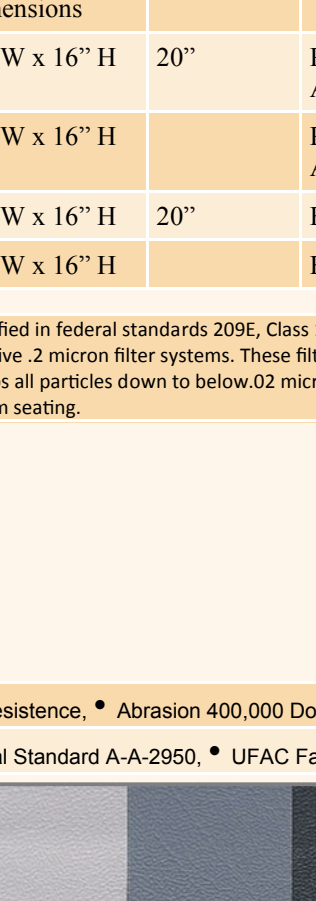 ensions
W x 16” H 20”
W x 16” H
W x 16” H 20”
W x 16” H
fied in federal standards 209E, Class
ive .2 micron filter systems. These filt
s all particles down to below.02 micr
m seating.
esistence, • Abrasion 400,000 Do
al Standard A-A-2950, • UFAC Fa